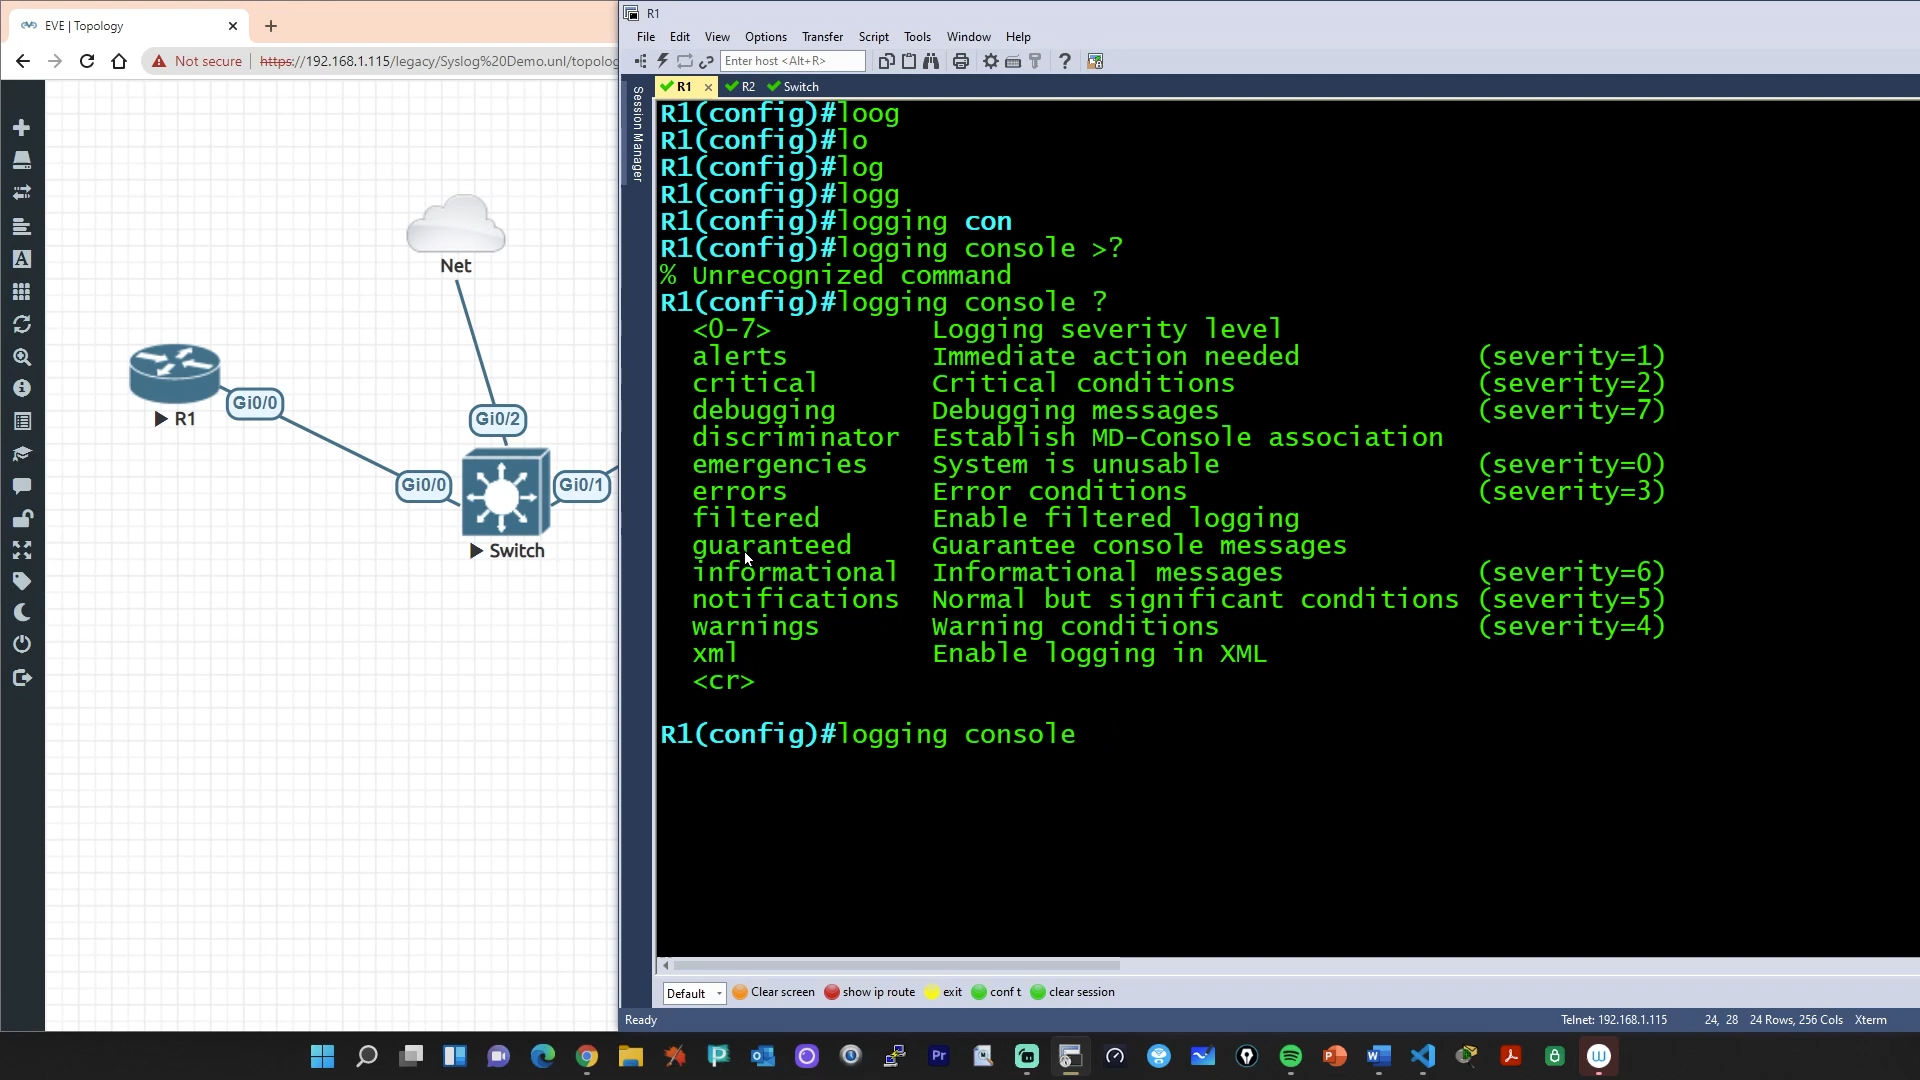 EVE | Topology
Not secure | https://192.168.1.115/legacy/Syslog%20Demo.unl/topolog
Net
Gi0/0
R1
Gi0/2
Gi0/0
Gi0/1
Switch
R1
File Edit View Options Transfer Script Tools Window Help
Enter host <Alt+R>
Session Manager
R1 R2 Switch
R1(config)#loog
R1(config)#lo
R1(config)#log
R1(config)#logg
R1(config)#logging con
R1(config)#logging console >?
% Unrecognized command
R1(config)#logging console ?
<0-7> Logging severity level
alerts Immediate action needed (severity=1)
critical Critical conditions (severity=2)
debugging Debugging messages (severity=7)
discriminator Establish MD-Console association
emergencies System is unusable (severity=0)
errors Error conditions (severity=3)
filtered Enable filtered logging
guaranteed Guarantee console messages
informational Informational messages (severity=6)
notifications Normal but significant conditions (severity=5)
warnings Warning conditions (severity=4)
xml Enable logging in XML
<cr>
R1(config)#logging console
Default Clear screen show ip route exit conf t clear session
Ready Telnet: 192.168.1.115 24, 28 24 Rows, 256 Cols Xterm